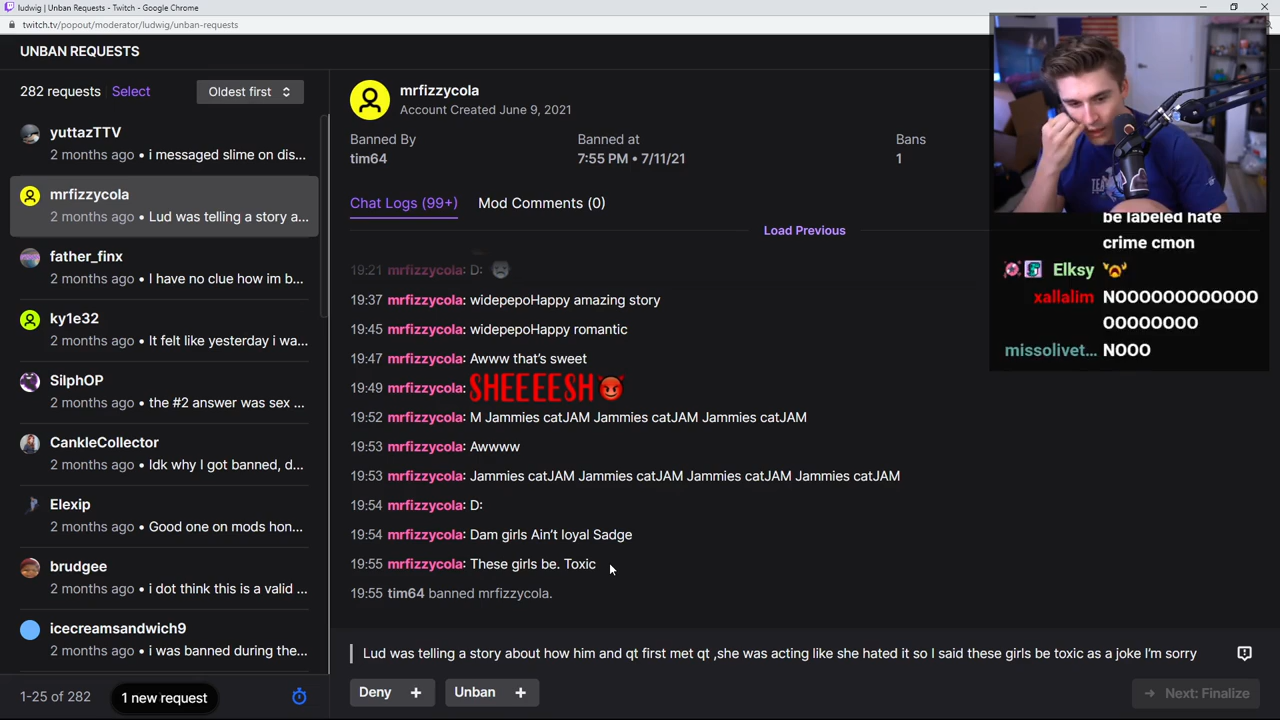 ludwig | Unban Requests - Twitch - Google Chrome
twitch.tv/popout/moderator/ludwig/unban-requests
UNBAN REQUESTS
282 requests Select Oldest first
yuttazTTV
2 months ago • i messaged slime on dis...
mrfizzycola
2 months ago • Lud was telling a story a...
father_finx
2 months ago • I have no clue how im b...
ky1e32
2 months ago • It felt like yesterday i wa...
SilphOP
2 months ago • the #2 answer was sex ...
CankleCollector
2 months ago • Idk why I got banned, d...
Elexip
2 months ago • Good one on mods hon...
brudgee
2 months ago • i dot think this is a valid ...
icecreamsandwich9
2 months ago • i was banned during the...
1-25 of 282 1 new request
mrfizzycola
Account Created June 9, 2021
Banned By Banned at Bans
tim64 7:55 PM • 7/11/21 1
Chat Logs (99+) Mod Comments (0)
Load Previous
19:21 mrfizzycola: D:
19:37 mrfizzycola: widepepoHappy amazing story
19:45 mrfizzycola: widepepoHappy romantic
19:47 mrfizzycola: Awww that's sweet
19:49 mrfizzycola: SHEEEESH
19:52 mrfizzycola: M Jammies catJAM Jammies catJAM Jammies catJAM
19:53 mrfizzycola: Awwww
19:53 mrfizzycola: Jammies catJAM Jammies catJAM Jammies catJAM Jammies catJAM
19:54 mrfizzycola: D:
19:54 mrfizzycola: Dam girls Ain't loyal Sadge
19:55 mrfizzycola: These girls be. Toxic
19:55 tim64 banned mrfizzycola.
Lud was telling a story about how him and qt first met qt ,she was acting like she hated it so I said these girls be toxic as a joke I'm sorry
Deny + Unban + Next: Finalize
be labeled hate
crime cmon
Elksy
xallalim NOOOOOOOOOOOO
OOOOOOOO
missolivet... NOOO